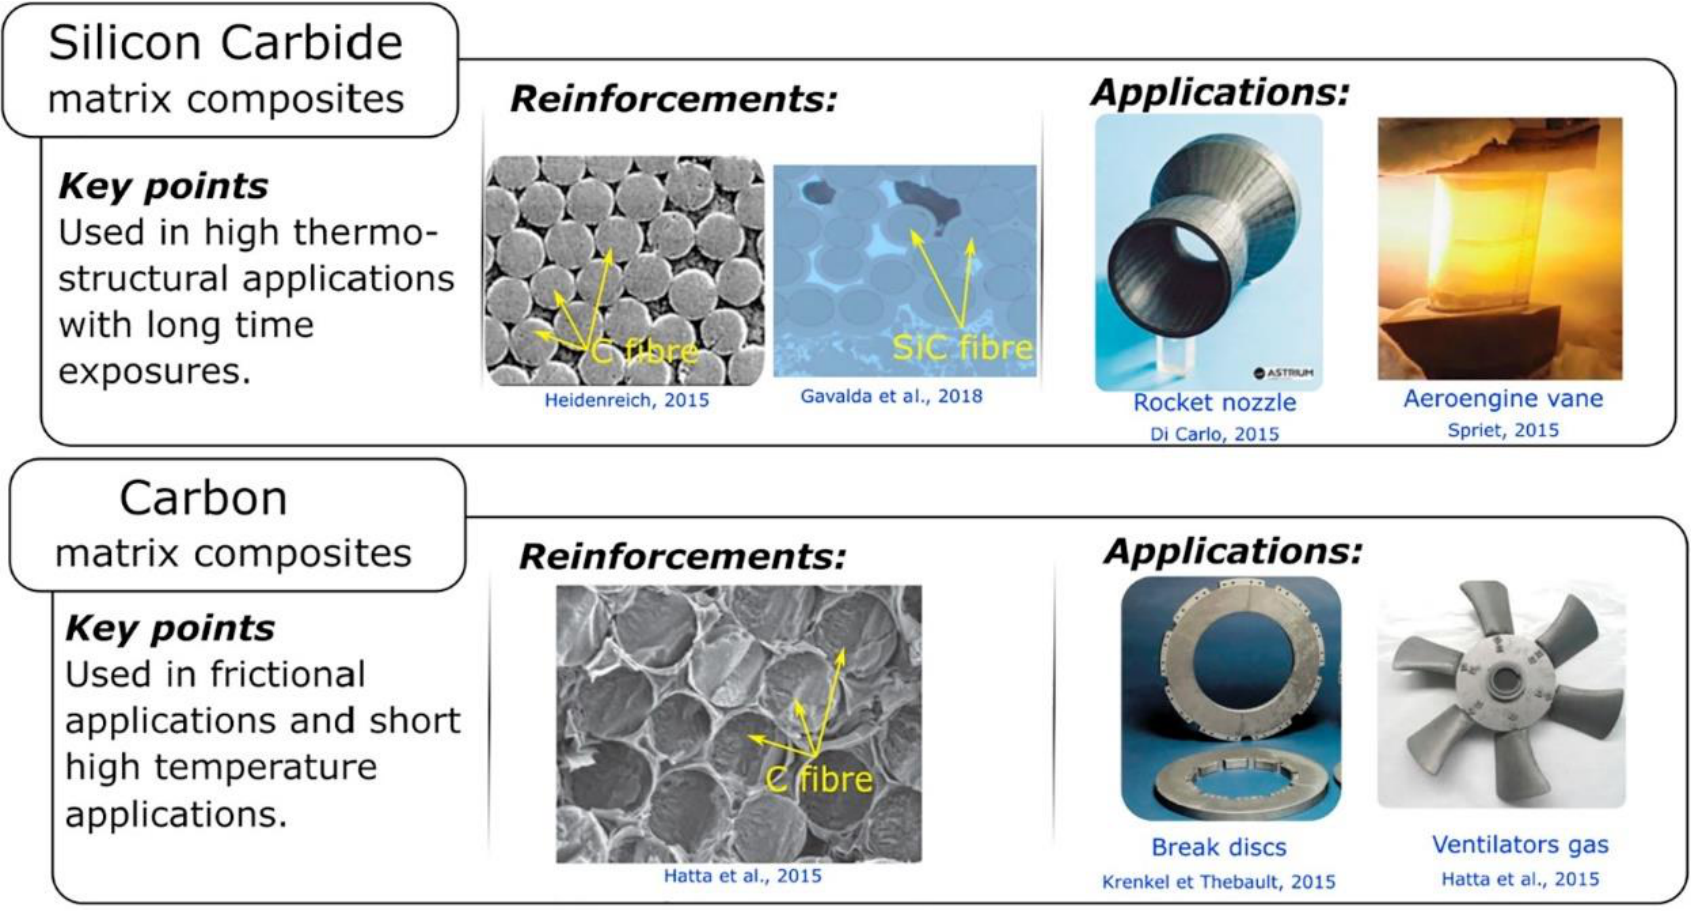 Silicon Carbide
matrix composites
Key points
Used in high thermo-
structural applications
with long time
exposures.
Reinforcements:
C fibre
Heidenreich, 2015
SiC fibre
Gavalda et al., 2018
Applications:
ASTRIUM
Rocket nozzle
Di Carlo, 2015
Aeroengine vane
Spriet, 2015
Carbon
matrix composites
Key points
Used in frictional
applications and short
high temperature
applications.
Reinforcements:
C fibre
Hatta et al., 2015
Applications:
Break discs
Krenkel et Thebault, 2015
Ventilators gas
Hatta et al., 2015